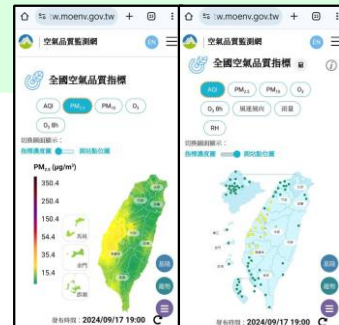 tw.moenv.gov.tw
空氣品質監測網
EN
全國空氣品質指標
AQI
PM2.5
PM10
O3
O3 8h
切換圖面顯示：
指標濃度圖
測站點位圖
PM2.5 (μg/m³)
350.4
250.4
150.4
54.4
35.4
15.4
馬祖
金門
澎湖
發布時間：2024/09/17 19:00
tw.moenv.gov.tw
空氣品質監測網
EN
全國空氣品質指標
AQI
PM2.5
PM10
O3
O3 8h
風速風向
雨量
RH
切換圖面顯示：
指標濃度圖
測站點位圖
發布時間：2024/09/17 19:00